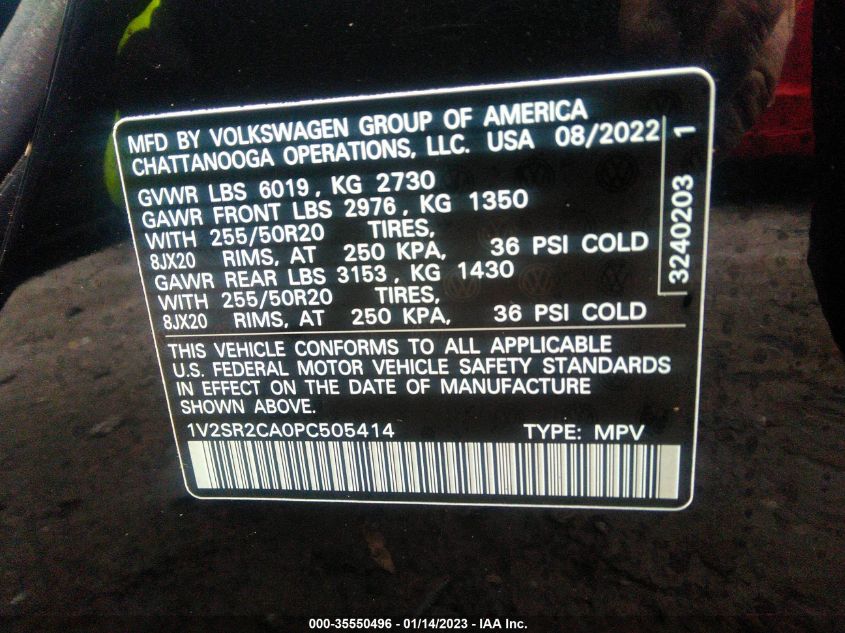 MFD BY VOLKSWAGEN GROUP OF AMERICA
CHATTANOOGA OPERATIONS, LLC. USA 08/2022
GVWR LBS 6019, KG 2730
GAWR FRONT LBS 2976, KG 1350
WITH 255/50R20 TIRES,
8JX20 RIMS, AT 250 KPA, 36 PSI COLD
GAWR REAR LBS 3153, KG 1430
WITH 255/50R20 TIRES,
8JX20 RIMS, AT 250 KPA, 36 PSI COLD
3240203 1
THIS VEHICLE CONFORMS TO ALL APPLICABLE
U.S. FEDERAL MOTOR VEHICLE SAFETY STANDARDS
IN EFFECT ON THE DATE OF MANUFACTURE
SHOWN ABOVE.
1V2SR2CA0PC505414 TYPE: MPV
000-35550496 - 01/14/2023 - IAA Inc.